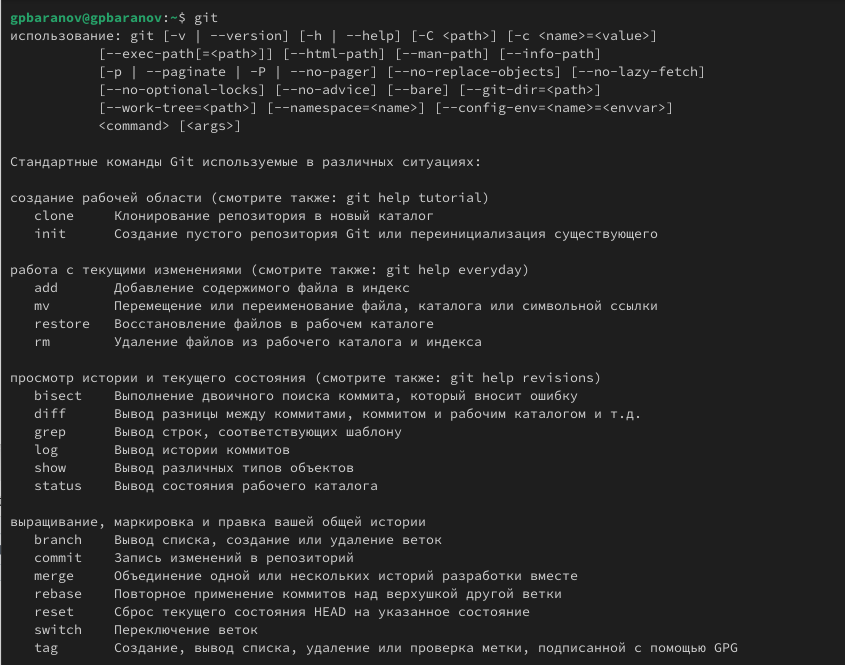 gpbaranov@gpbaranov:~$ git
использование: git [-v | --version] [-h | --help] [-C <path>] [-c <name>=<value>]
           [--exec-path[=<path>]] [--html-path] [--man-path] [--info-path]
           [-p | --paginate | -P | --no-pager] [--no-replace-objects] [--no-lazy-fetch]
           [--no-optional-locks] [--no-advice] [--bare] [--git-dir=<path>]
           [--work-tree=<path>] [--namespace=<name>] [--config-env=<name>=<envvar>]
           <command> [<args>]

Стандартные команды Git используемые в различных ситуациях:

создание рабочей области (смотрите также: git help tutorial)
   clone     Клонирование репозитория в новый каталог
   init      Создание пустого репозитория Git или переинициализация существующего

работа с текущими изменениями (смотрите также: git help everyday)
   add       Добавление содержимого файла в индекс
   mv        Перемещение или переименование файла, каталога или символьной ссылки
   restore   Восстановление файлов в рабочем каталоге
   rm        Удаление файлов из рабочего каталога и индекса

просмотр истории и текущего состояния (смотрите также: git help revisions)
   bisect    Выполнение двоичного поиска коммита, который вносит ошибку
   diff      Вывод разницы между коммитами, коммитом и рабочим каталогом и т.д.
   grep      Вывод строк, соответствующих шаблону
   log       Вывод истории коммитов
   show      Вывод различных типов объектов
   status    Вывод состояния рабочего каталога

выращивание, маркировка и правка вашей общей истории
   branch    Вывод списка, создание или удаление веток
   commit    Запись изменений в репозиторий
   merge     Объединение одной или нескольких историй разработки вместе
   rebase    Повторное применение коммитов над верхушкой другой ветки
   reset     Сброс текущего состояния HEAD на указанное состояние
   switch    Переключение веток
   tag       Создание, вывод списка, удаление или проверка метки, подписанной с помощью GPG